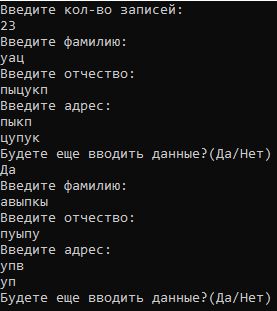 Введите кол-во записей:
23
Введите фамилию:
уац
Введите отчество:
пыцукп
Введите адрес:
пыкп
цупук
Будете еще вводить данные?(Да/Нет)
Да
Введите фамилию:
авыпкы
Введите отчество:
пуыпу
Введите адрес:
упв
уп
Будете еще вводить данные?(Да/Нет)